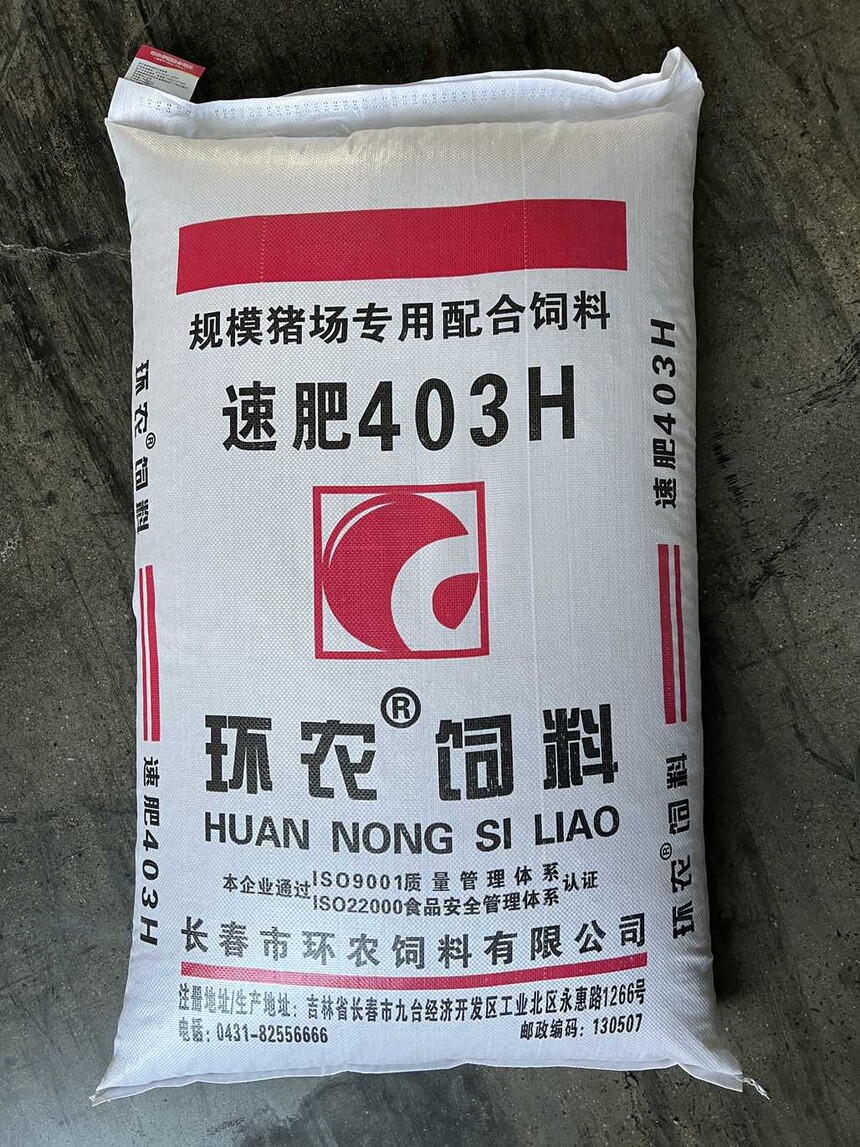 规模猪场专用配合饲料
速肥403H
环农®饲料
HUAN NONG SI LIAO
本企业通过ISO9001质量管理体系认证
ISO22000食品安全管理体系
长春市环农饲料有限公司
注册地址/生产地址：吉林省长春市九台经济开发区工业北区永惠路1266号
电话：0431-82556666
邮政编码：130507
环农®饲料
速肥403H
速肥403H
环农®饲料